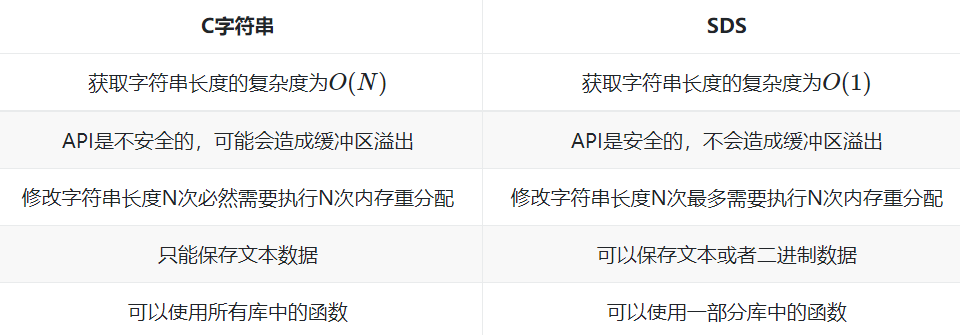 C字符串 SDS
获取字符串长度的复杂度为O(N) 获取字符串长度的复杂度为O(1)
API是不安全的，可能会造成缓冲区溢出 API是安全的，不会造成缓冲区溢出
修改字符串长度N次必然需要执行N次内存重分配 修改字符串长度N次最多需要执行N次内存重分配
只能保存文本数据 可以保存文本或者二进制数据
可以使用所有库中的函数 可以使用一部分库中的函数